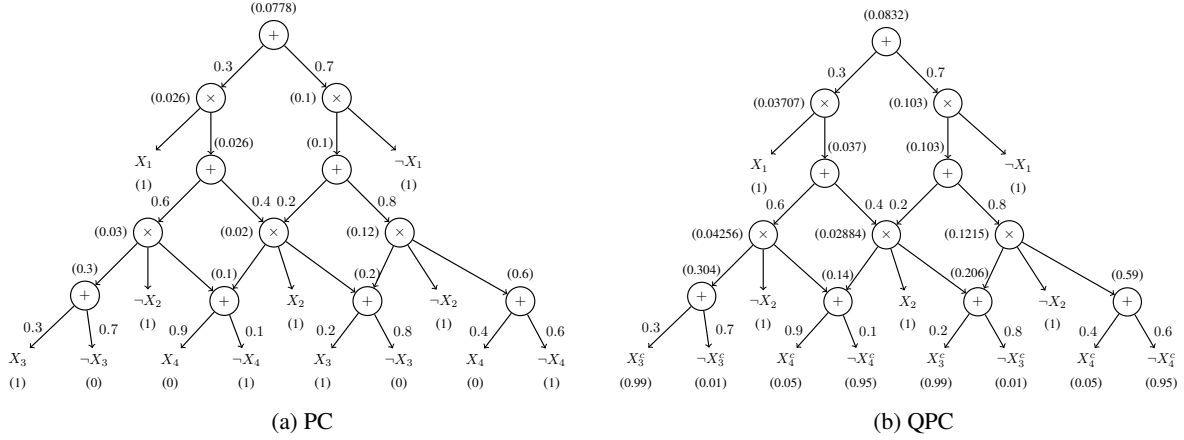 (0.0778) (0.0832)
+ +
0.3 0.7 0.3 0.7
(0.026) × (0.1) × (0.03707) × (0.103) ×
(0.026) (0.1) (0.037) (0.103)
X₁ ¬X₁ X₁ ¬X₁
(1) + + (1) (1) + + (1)
0.6 0.4 0.2 0.8 0.6 0.4 0.2 0.8
(0.03) × (0.02) × (0.12) × (0.04256) × (0.02884) × (0.1215) ×
(0.3) (0.1) (0.2) (0.6) (0.304) (0.14) (0.206) (0.59)
+ ¬X₂ + X₂ + ¬X₂ + + ¬X₂ + X₂ + ¬X₂ +
(1) (1) (1) (1) (1) (1)
0.3 0.7 0.9 0.1 0.2 0.8 0.4 0.6 0.3 0.7 0.9 0.1 0.2 0.8 0.4 0.6
X₃ ¬X₃ X₄ ¬X₄ X₃ ¬X₃ X₄ ¬X₄ X₃ᶜ ¬X₃ᶜ X₄ᶜ ¬X₄ᶜ X₃ᶜ ¬X₃ᶜ X₄ᶜ ¬X₄ᶜ
(1) (0) (0) (1) (1) (0) (0) (1) (0.99) (0.01) (0.05) (0.95) (0.99) (0.01) (0.05) (0.95)
(a) PC (b) QPC